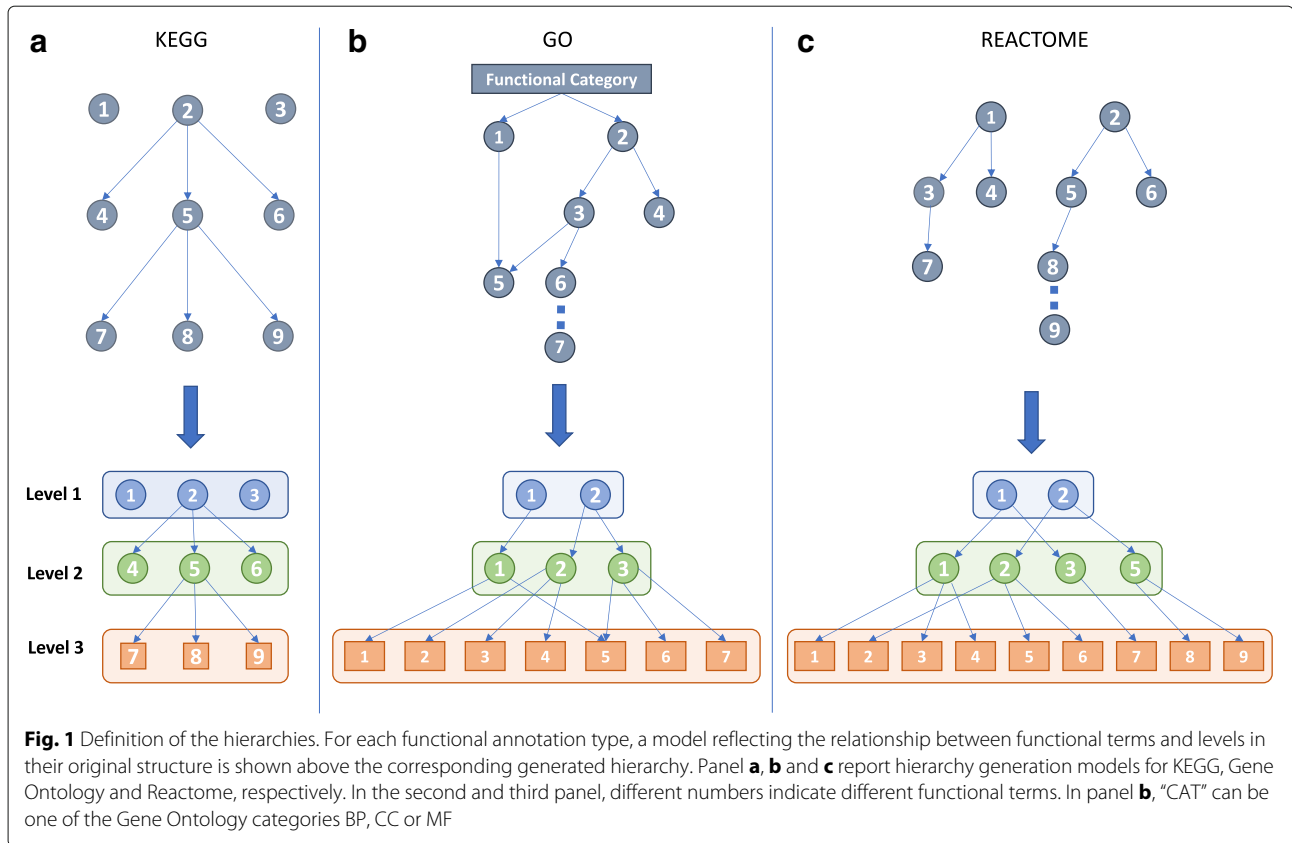 a KEGG b GO c REACTOME
Functional Category
1 2 3
4 5 6
7 8 9
1 2
3 4
5 6
7
1 2
3 4 5 6
7 8
9
Level 1 1 2 3 1 2 1 2
Level 2 4 5 6 1 2 3 1 2 3 5
Level 3 7 8 9 1 2 3 4 5 6 7 1 2 3 4 5 6 7 8 9
Fig. 1 Definition of the hierarchies. For each functional annotation type, a model reflecting the relationship between functional terms and levels in
their original structure is shown above the corresponding generated hierarchy. Panel a, b and c report hierarchy generation models for KEGG, Gene
Ontology and Reactome, respectively. In the second and third panel, different numbers indicate different functional terms. In panel b, “CAT” can be
one of the Gene Ontology categories BP, CC or MF